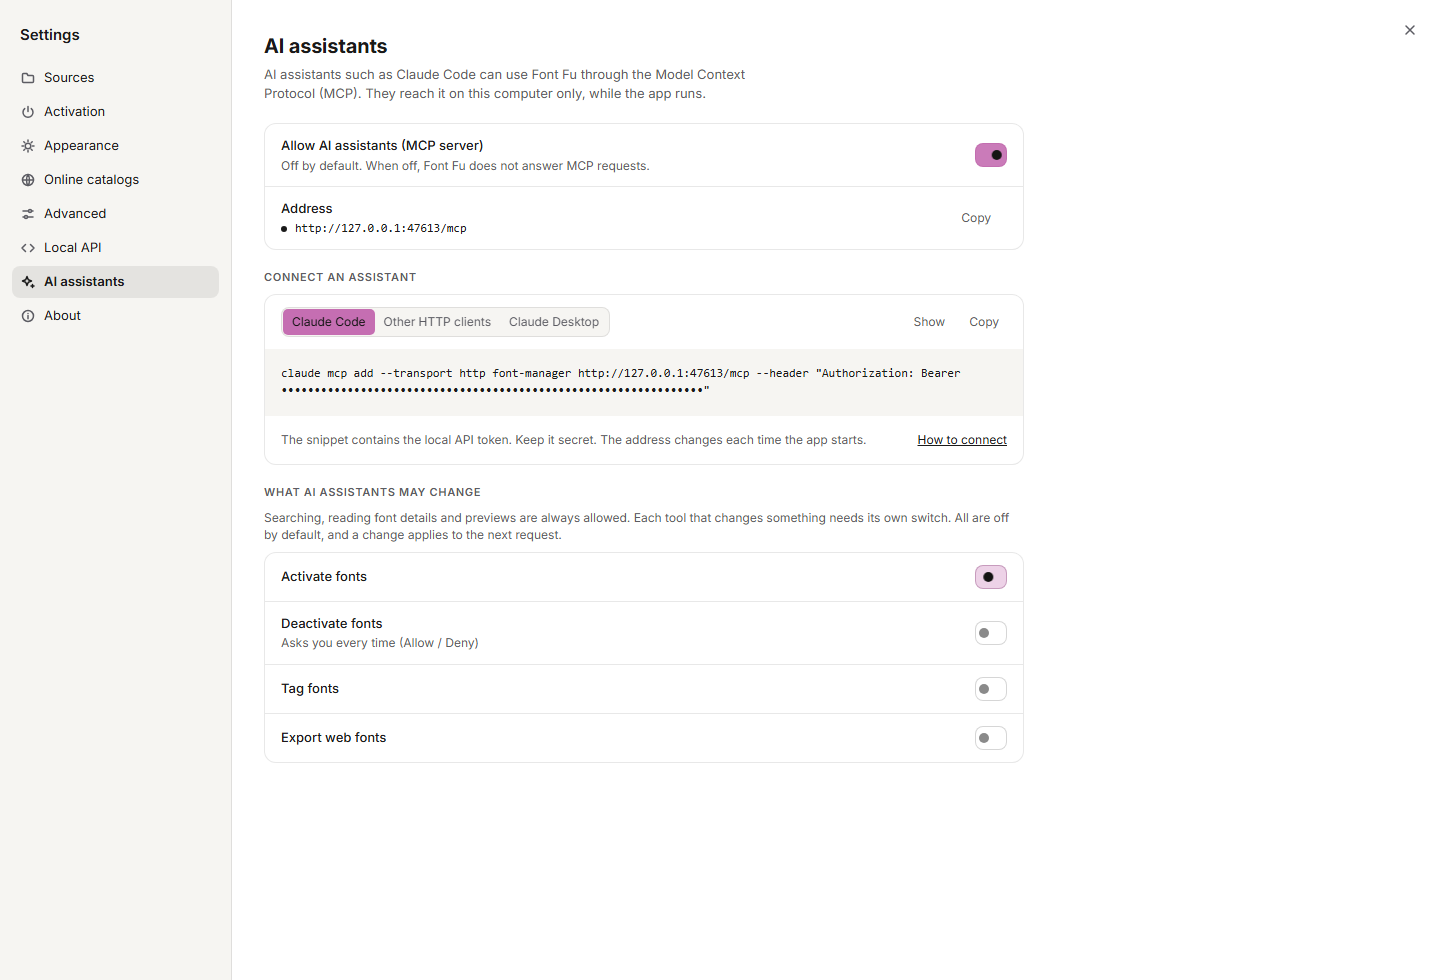 Settings
Sources
Activation
Appearance
Online catalogs
Advanced
Local API
AI assistants
About
AI assistants
AI assistants such as Claude Code can use Font Fu through the Model Context
Protocol (MCP). They reach it on this computer only, while the app runs.
Allow AI assistants (MCP server)
Off by default. When off, Font Fu does not answer MCP requests.
Address
http://127.0.0.1:47613/mcp
Copy
CONNECT AN ASSISTANT
Claude Code Other HTTP clients Claude Desktop Show Copy
claude mcp add --transport http font-manager http://127.0.0.1:47613/mcp --header "Authorization: Bearer
••••••••••••••••••••••••••••••••••••••••••••••••••••••••••••••••"
The snippet contains the local API token. Keep it secret. The address changes each time the app starts. How to connect
WHAT AI ASSISTANTS MAY CHANGE
Searching, reading font details and previews are always allowed. Each tool that changes something needs its own switch. All are off
by default, and a change applies to the next request.
Activate fonts
Deactivate fonts
Asks you every time (Allow / Deny)
Tag fonts
Export web fonts